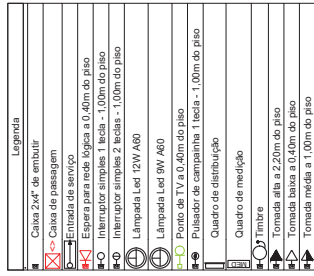 Legenda
Caixa 2x4" de embutir
Caixa de passagem
Entrada de serviço
Espera para rede lógica a 0,40m do piso
Interruptor simples 1 tecla - 1,00m do piso
Interruptor simples 2 teclas - 1,00m do piso
Lâmpada Led 12W A60
Lâmpada Led 9W A60
Ponto de TV a 0,40m do piso
Pulsador de campainha 1 tecla - 1,00m do piso
Quadro de distribuição
Quadro de medição
MED
Timbre
Tomada alta a 2,20m do piso
Tomada baixa a 0,40m do piso
Tomada média a 1,00m do piso